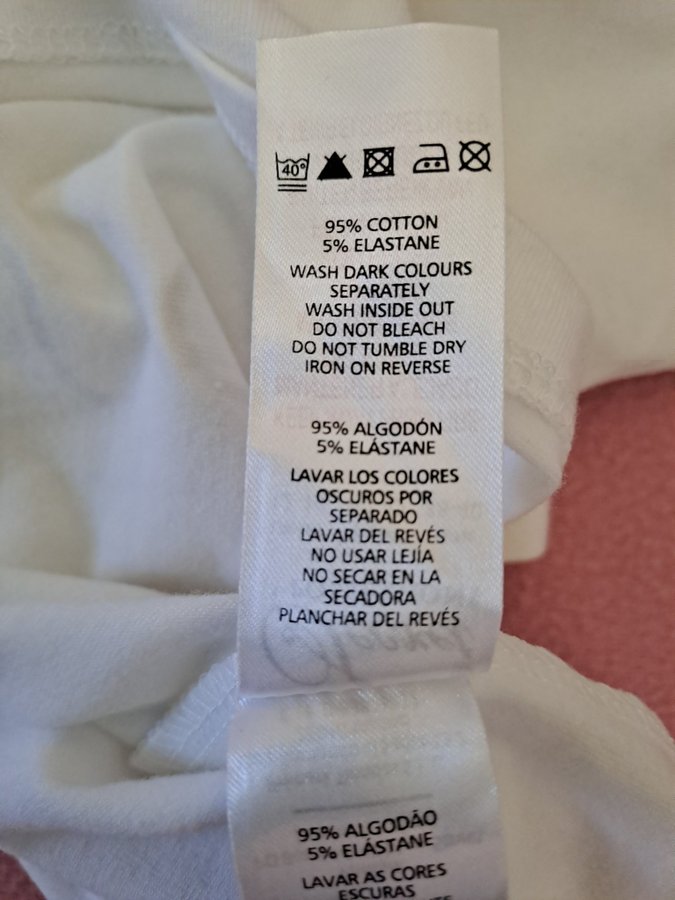 40°
95% COTTON
5% ELASTANE
WASH DARK COLOURS
SEPARATELY
WASH INSIDE OUT
DO NOT BLEACH
DO NOT TUMBLE DRY
IRON ON REVERSE
95% ALGODÓN
5% ELÁSTANE
LAVAR LOS COLORES
OSCUROS POR
SEPARADO
LAVAR DEL REVÉS
NO USAR LEJÍA
NO SECAR EN LA
SECADORA
PLANCHAR DEL REVÉS
95% ALGODÃO
5% ELÁSTANE
LAVAR AS CORES
ESCURAS